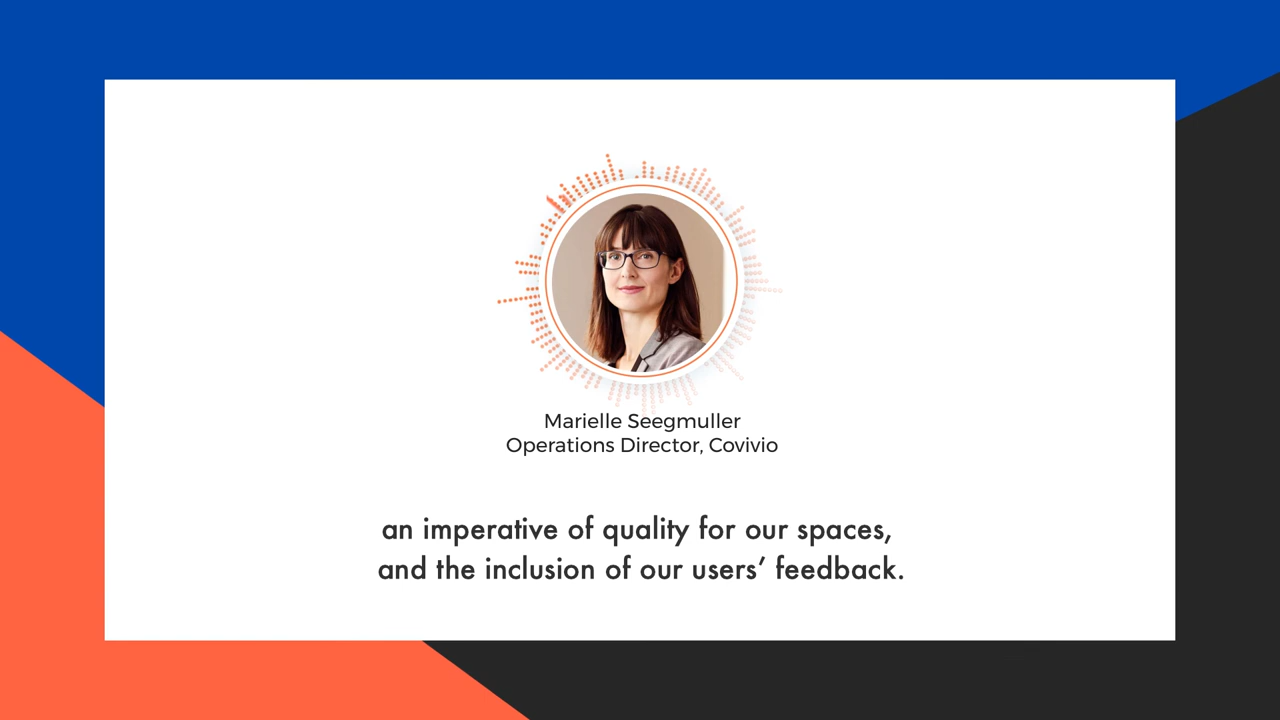 Marielle Seegmuller
Operations Director, Covivio
an imperative of quality for our spaces,
and the inclusion of our users’ feedback.